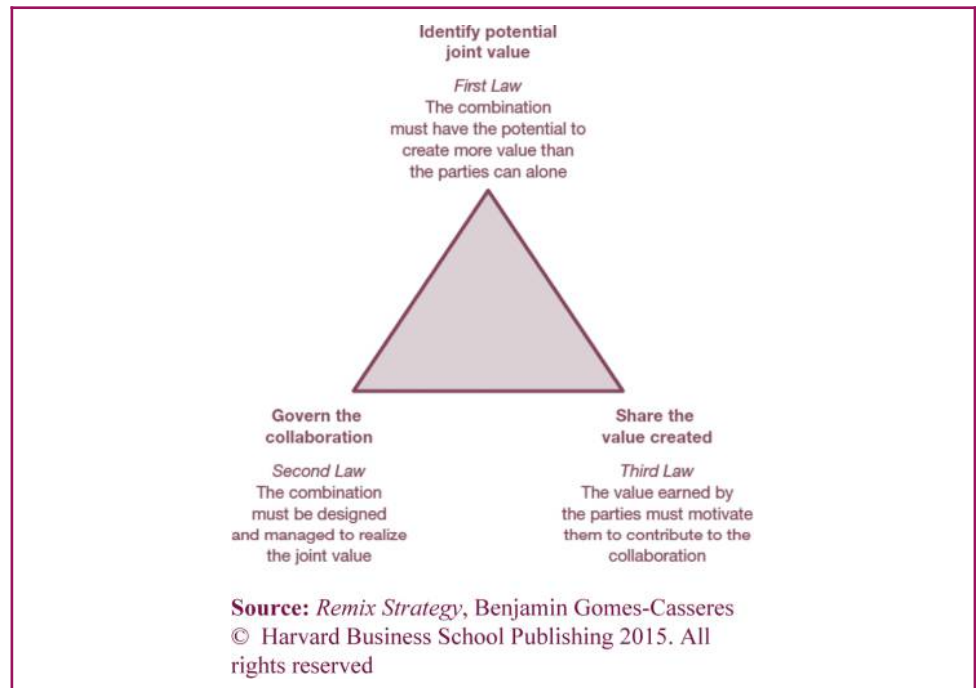 Identify potential
joint value
First Law
The combination
must have the potential to
create more value than
the parties can alone
Govern the
collaboration
Second Law
The combination
must be designed
and managed to realize
the joint value
Share the
value created
Third Law
The value earned by
the parties must motivate
them to contribute to the
collaboration
Source: Remix Strategy, Benjamin Gomes-Casseres
© Harvard Business School Publishing 2015. All
rights reserved